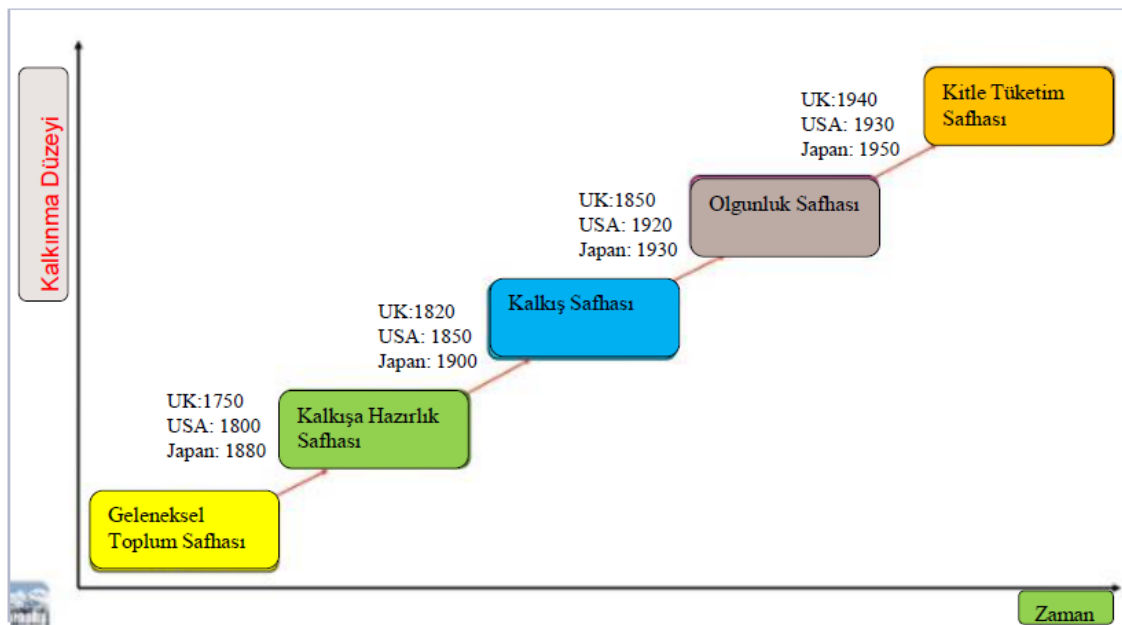 Kalkınma Düzeyi
UK:1940
USA: 1930
Japan: 1950
Kitle Tüketim
Safhası
UK:1850
USA: 1920
Japan: 1930
Olgunluk Safhası
UK:1820
USA: 1850
Japan: 1900
Kalkış Safhası
UK:1750
USA: 1800
Japan: 1880
Kalkışa Hazırlık
Safhası
Geleneksel
Toplum Safhası
Zaman